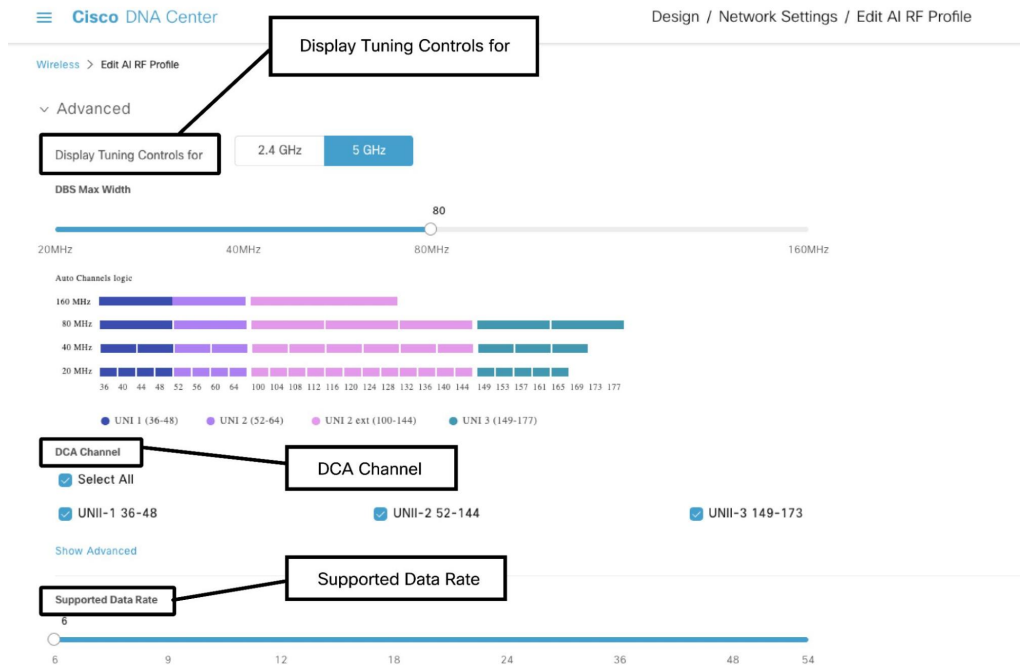 Cisco DNA Center
Design / Network Settings / Edit AI RF Profile
Display Tuning Controls for
Wireless > Edit AI RF Profile
Advanced
Display Tuning Controls for
2.4 GHz
5 GHz
DBS Max Width
80
20MHz 40MHz 80MHz 160MHz
Auto Channels logic
160 MHz
80 MHz
40 MHz
20 MHz
36 40 44 48 52 56 60 64 100 104 108 112 116 120 124 128 132 136 140 144 149 153 157 161 165 169 173 177
UNI 1 (36-48) UNI 2 (52-64) UNI 2 ext (100-144) UNI 3 (149-177)
DCA Channel
DCA Channel
Select All
UNII-1 36-48 UNII-2 52-144 UNII-3 149-173
Show Advanced
Supported Data Rate
Supported Data Rate
6
6 9 12 18 24 36 48 54